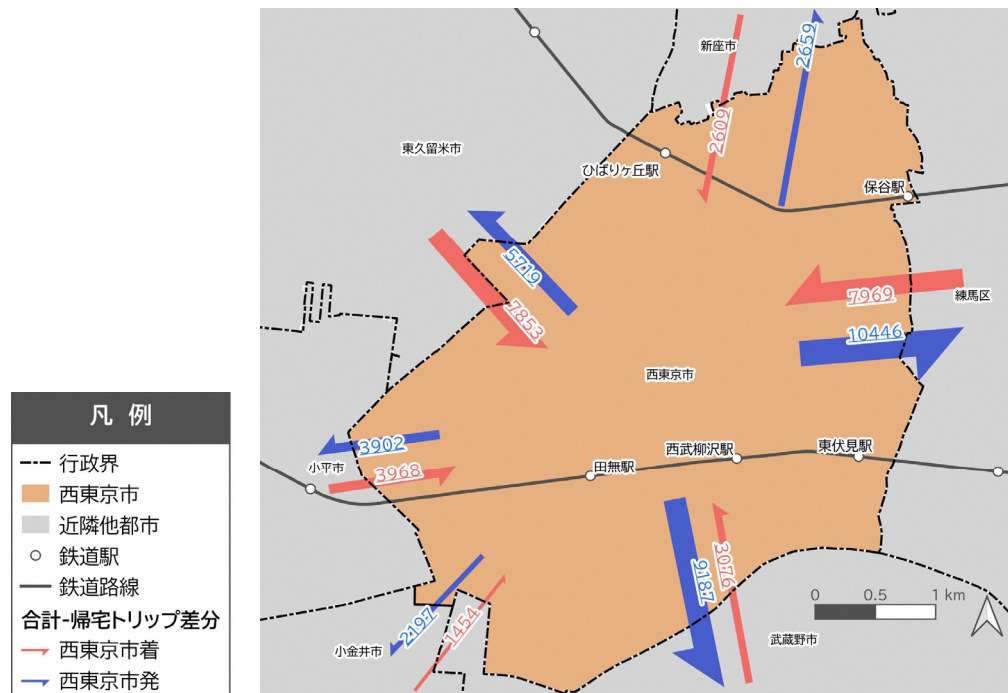 新座市
2659
2609
東久留米市
ひばりヶ丘駅
保谷駅
5719
7853
7969
練馬区
10446
西東京市
3902
小平市
3968
田無駅
西武柳沢駅
東伏見駅
9187
3076
2197
1454
小金井市
武蔵野市
0 0.5 1 km
凡 例
行政界
西東京市
近隣他都市
鉄道駅
鉄道路線
合計-帰宅トリップ差分
西東京市着
西東京市発